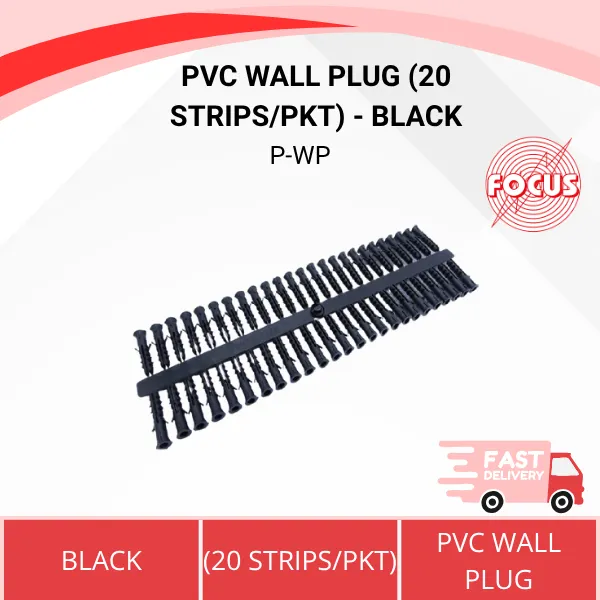 PVC WALL PLUG (20
STRIPS/PKT) - BLACK
P-WP
FOCUS
FAST
DELIVERY
BLACK
(20 STRIPS/PKT)
PVC WALL
PLUG